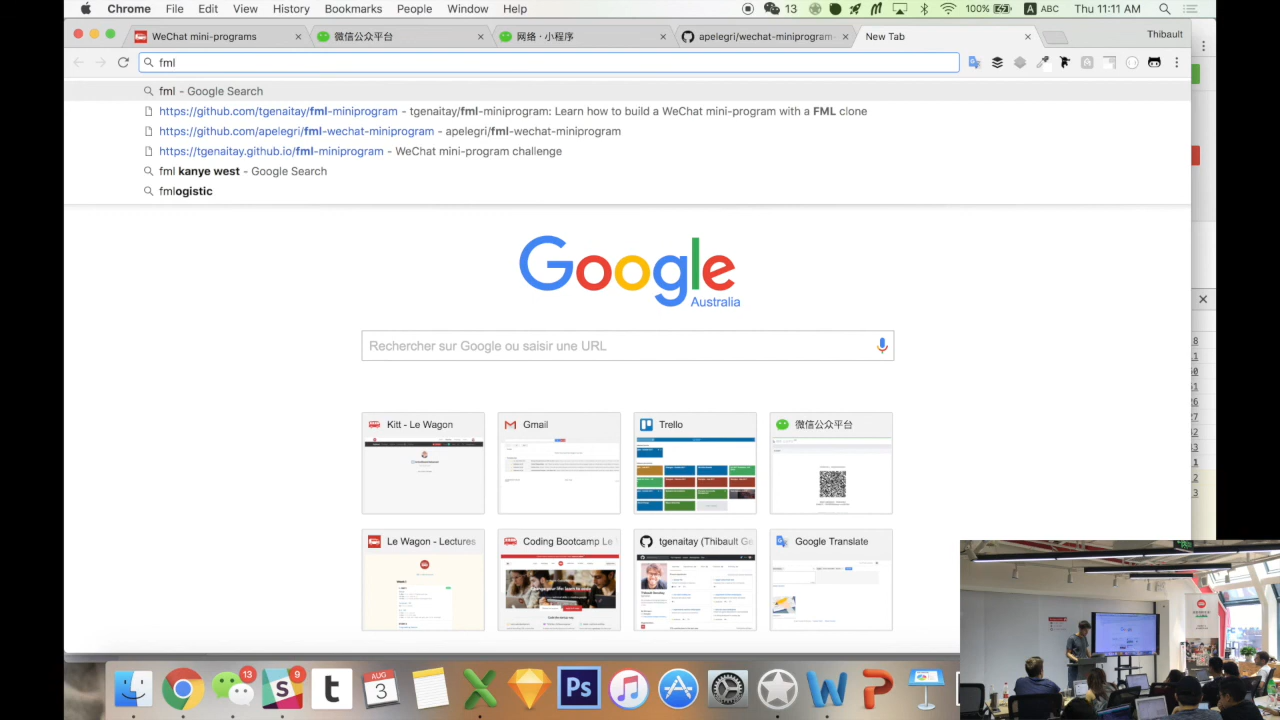 Chrome File Edit View History Bookmarks People Window Help 13 100% A ABC Thu 11:11 AM
WeChat mini-programs 微信公众平台 网络 · 小程序 apelegri/wechat-miniprogram- New Tab Thibault
fml
fml - Google Search
https://github.com/tgenaitay/fml-miniprogram - tgenaitay/fml-miniprogram: Learn how to build a WeChat mini-program with a FML clone
https://github.com/apelegri/fml-wechat-miniprogram - apelegri/fml-wechat-miniprogram
https://tgenaitay.github.io/fml-miniprogram - WeChat mini-program challenge
fml kanye west - Google Search
fmlogistic
Google
Australia
Rechercher sur Google ou saisir une URL
Kitt - Le Wagon Gmail Trello 微信公众平台
Le Wagon - Lectures Coding Bootcamp Le tgenaitay (Thibault Ge Google Translate
13 9 t AUG 3 Ps